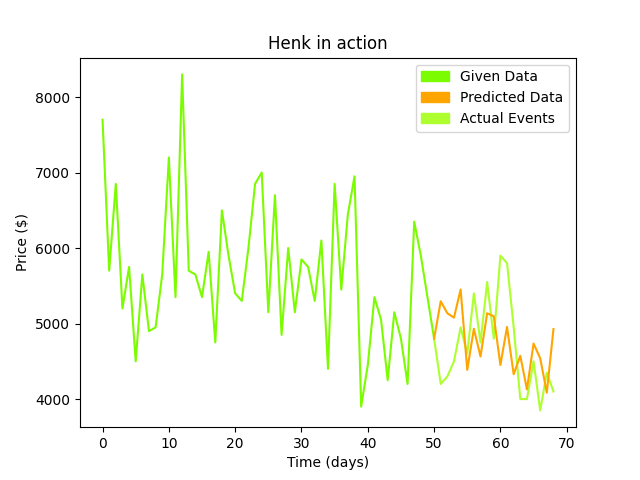 Henk in action
Given Data
Predicted Data
Actual Events
Price ($)
8000
7000
6000
5000
4000
0 10 20 30 40 50 60 70
Time (days)